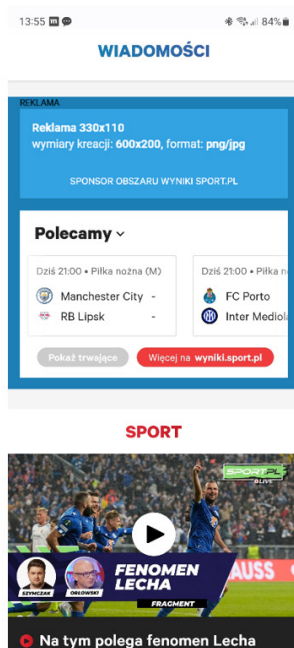 13:55 84%
WIADOMOŚCI
REKLAMA
Reklama 330x110
wymiary kreacji: 600x200, format: png/jpg
SPONSOR OBSZARU WYNIKI SPORT.PL
Polecamy
Dziś 21:00 • Piłka nożna (M)
Manchester City -
RB Lipsk -
Dziś 21:00 • Piłka n
FC Porto
Inter Mediol
Pokaż trwające
Więcej na wyniki.sport.pl
SPORT
SPORT.PL
LIVE
AUSS
SZYMCZAK
ORŁOWSKI
FENOMEN
LECHA
FRAGMENT
Na tym polega fenomen Lecha